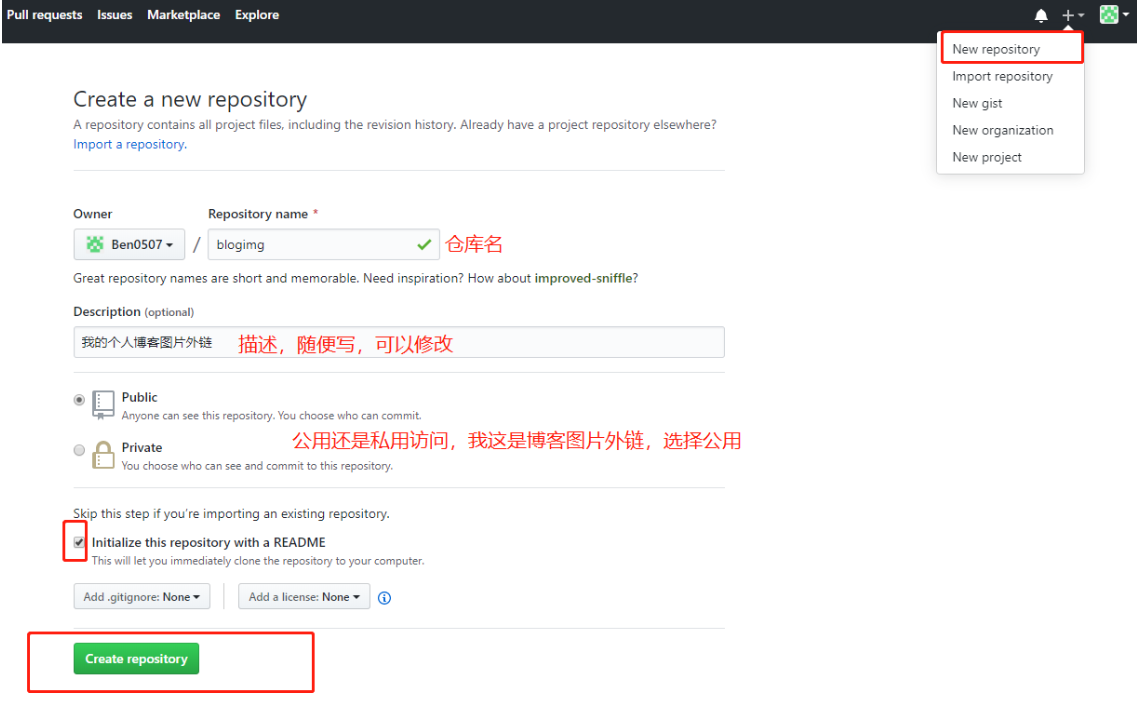 Pull requests Issues Marketplace Explore
New repository
Import repository
New gist
New organization
New project
Create a new repository
A repository contains all project files, including the revision history. Already have a project repository elsewhere?
Import a repository.
Owner Repository name *
Ben0507 / blogimg 仓库名
Great repository names are short and memorable. Need inspiration? How about improved-sniffle?
Description (optional)
我的个人博客图片外链 描述，随便写，可以修改
Public
Anyone can see this repository. You choose who can commit.
公用还是私用访问，我这是博客图片外链，选择公用
Private
You choose who can see and commit to this repository.
Skip this step if you're importing an existing repository.
Initialize this repository with a README
This will let you immediately clone the repository to your computer.
Add .gitignore: None Add a license: None
Create repository